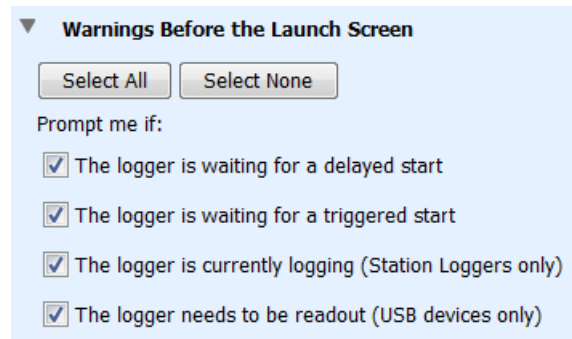 Warnings Before the Launch Screen
Select All Select None
Prompt me if:
The logger is waiting for a delayed start
The logger is waiting for a triggered start
The logger is currently logging (Station Loggers only)
The logger needs to be readout (USB devices only)